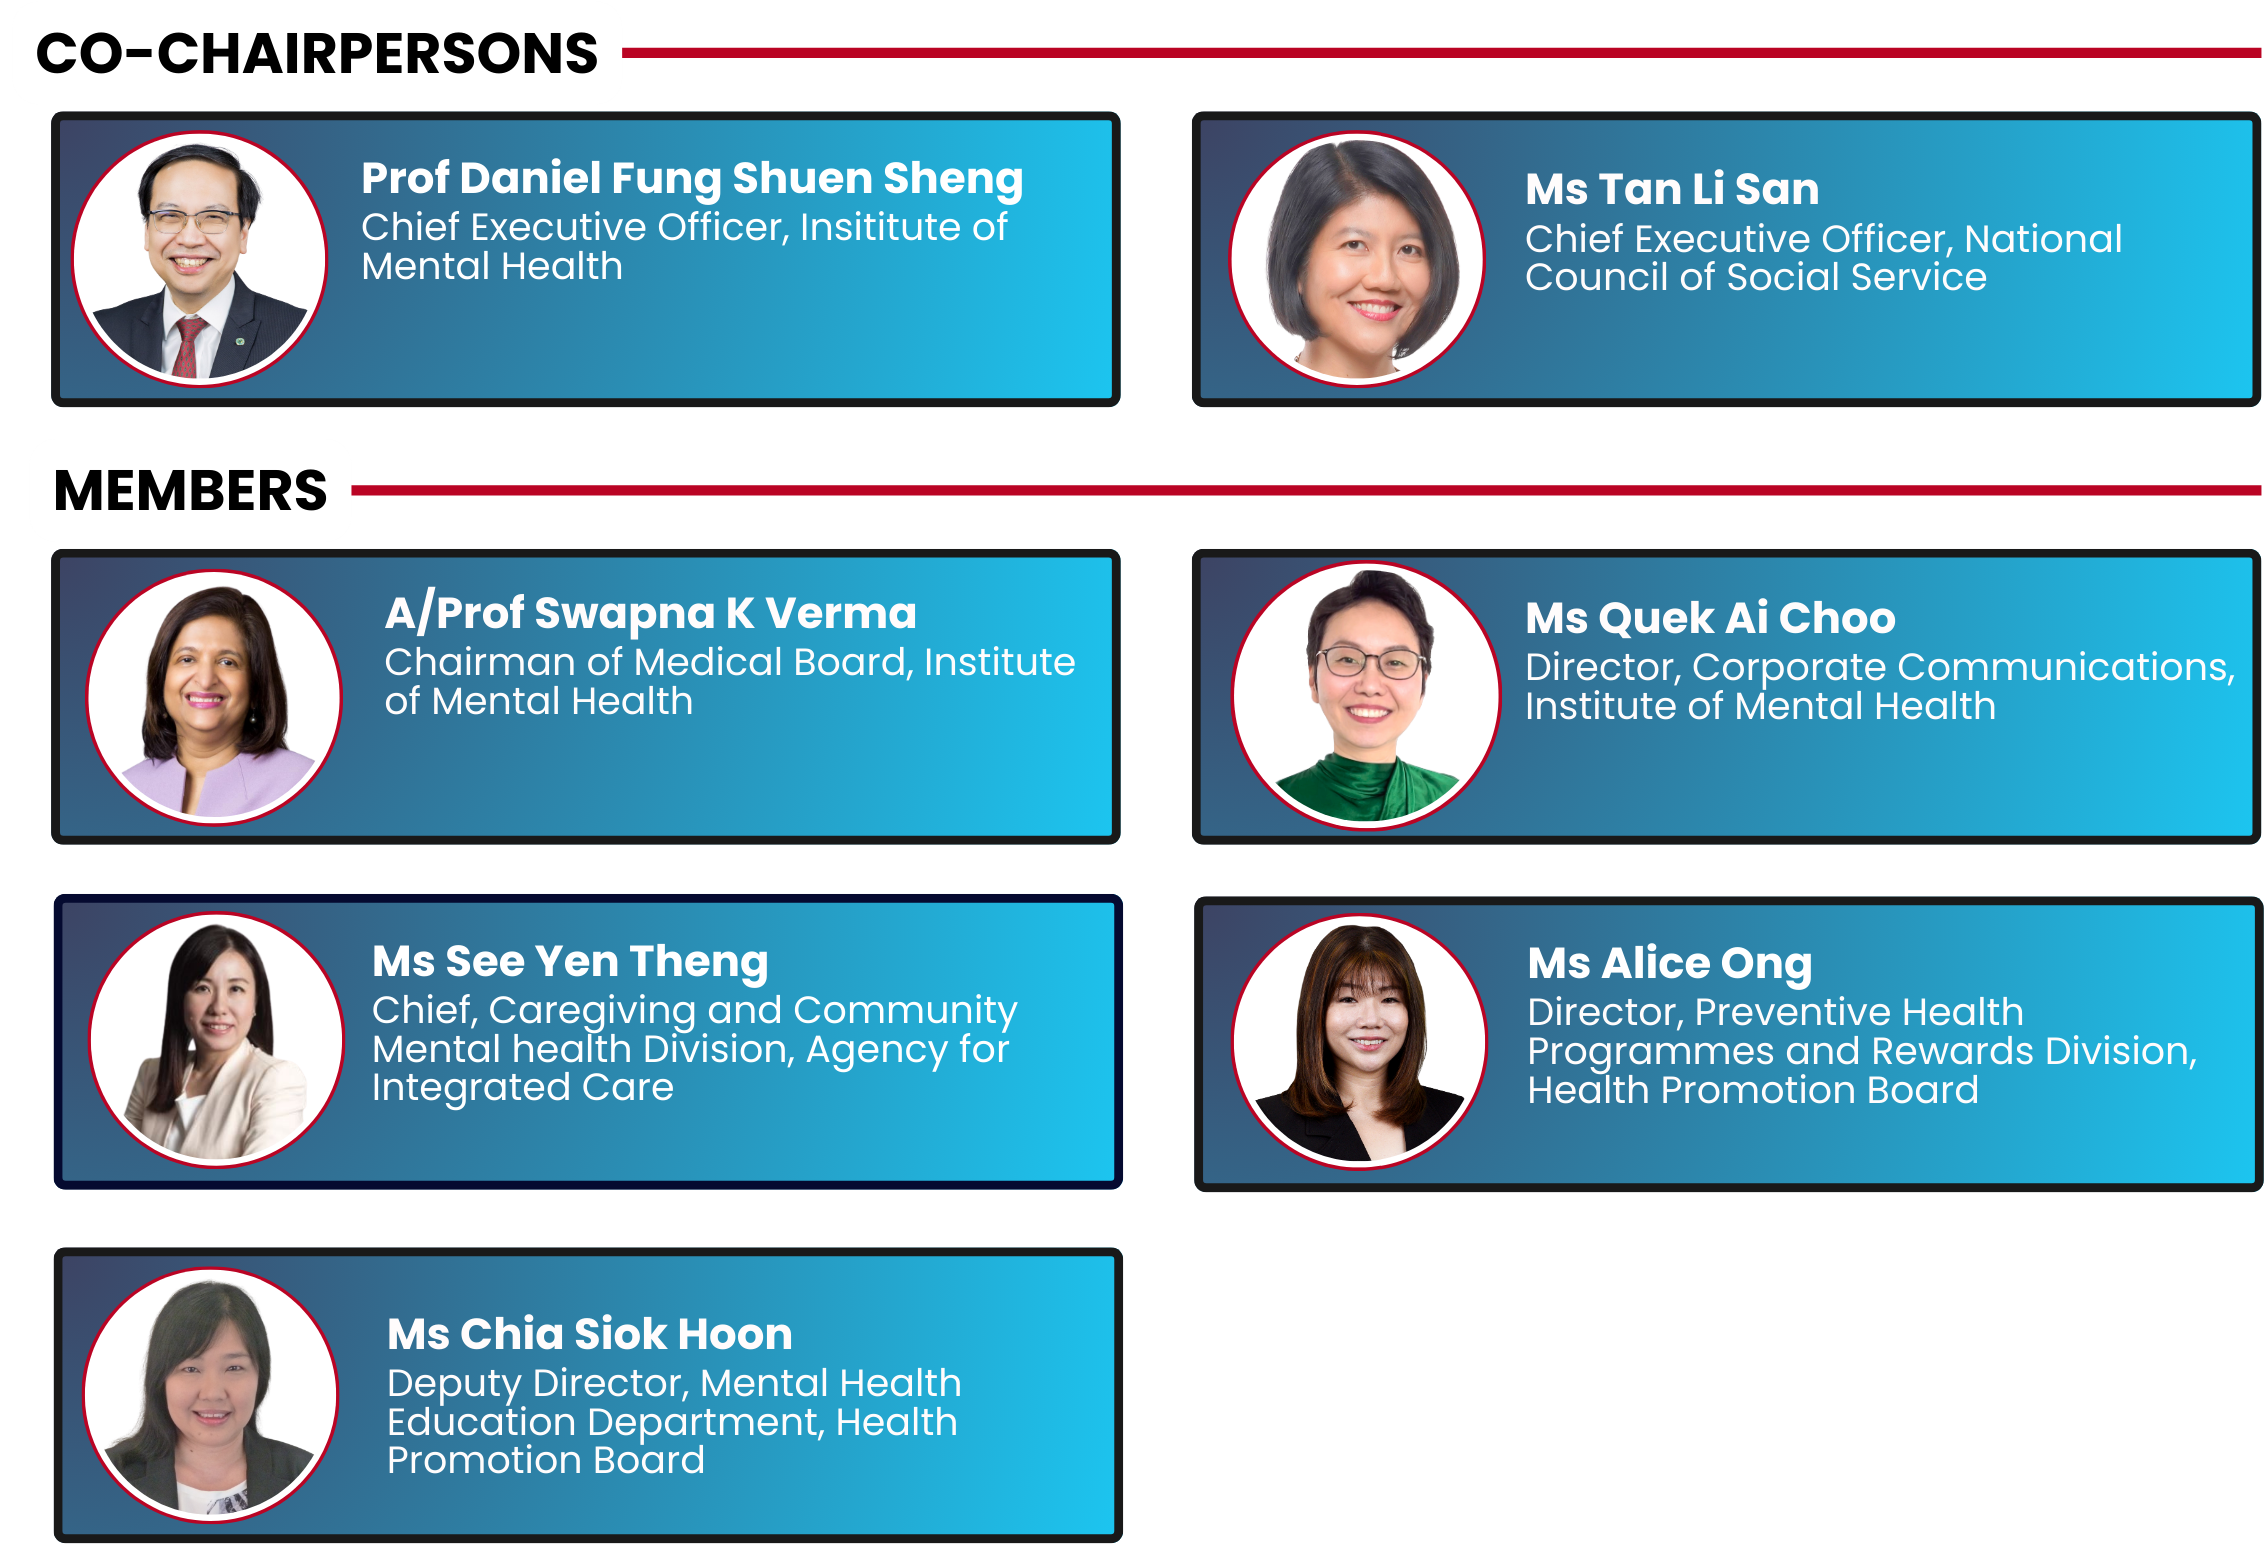 CO-CHAIRPERSONS
Prof Daniel Fung Shuen Sheng
Chief Executive Officer, Insititute of
Mental Health
Ms Tan Li San
Chief Executive Officer, National
Council of Social Service
MEMBERS
A/Prof Swapna K Verma
Chairman of Medical Board, Institute
of Mental Health
Ms Quek Ai Choo
Director, Corporate Communications,
Institute of Mental Health
Ms See Yen Theng
Chief, Caregiving and Community
Mental health Division, Agency for
Integrated Care
Ms Alice Ong
Director, Preventive Health
Programmes and Rewards Division,
Health Promotion Board
Ms Chia Siok Hoon
Deputy Director, Mental Health
Education Department, Health
Promotion Board